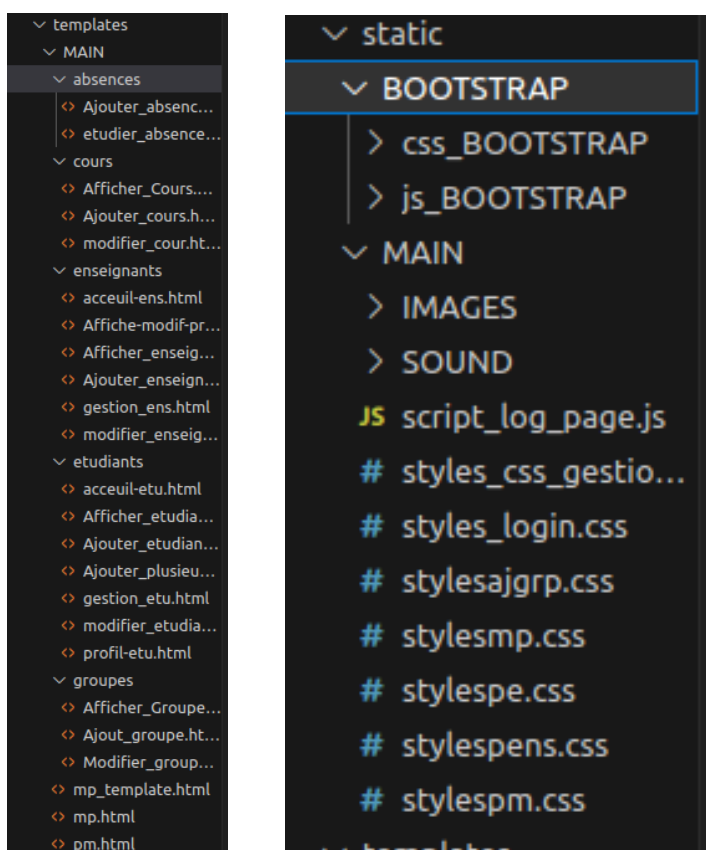 templates
MAIN
absences
Ajouter_absenc...
etudier_absence...
cours
Afficher_Cours....
Ajouter_cours.h...
modifier_cour.ht...
enseignants
acceuil-ens.html
Affiche-modif-pr...
Afficher_enseig...
Ajouter_enseign...
gestion_ens.html
modifier_enseig...
etudiants
acceuil-etu.html
Afficher_etudia...
Ajouter_etudian...
Ajouter_plusieu...
gestion_etu.html
modifier_etudia...
profil-etu.html
groupes
Afficher_Groupe...
Ajout_groupe.ht...
Modifier_group...
mp_template.html
mp.html
pm.html
static
BOOTSTRAP
css_BOOTSTRAP
js_BOOTSTRAP
MAIN
IMAGES
SOUND
JS script_log_page.js
# styles_css_gestio...
# styles_login.css
# stylesajgrp.css
# stylesmp.css
# stylespe.css
# stylespens.css
# stylespm.css